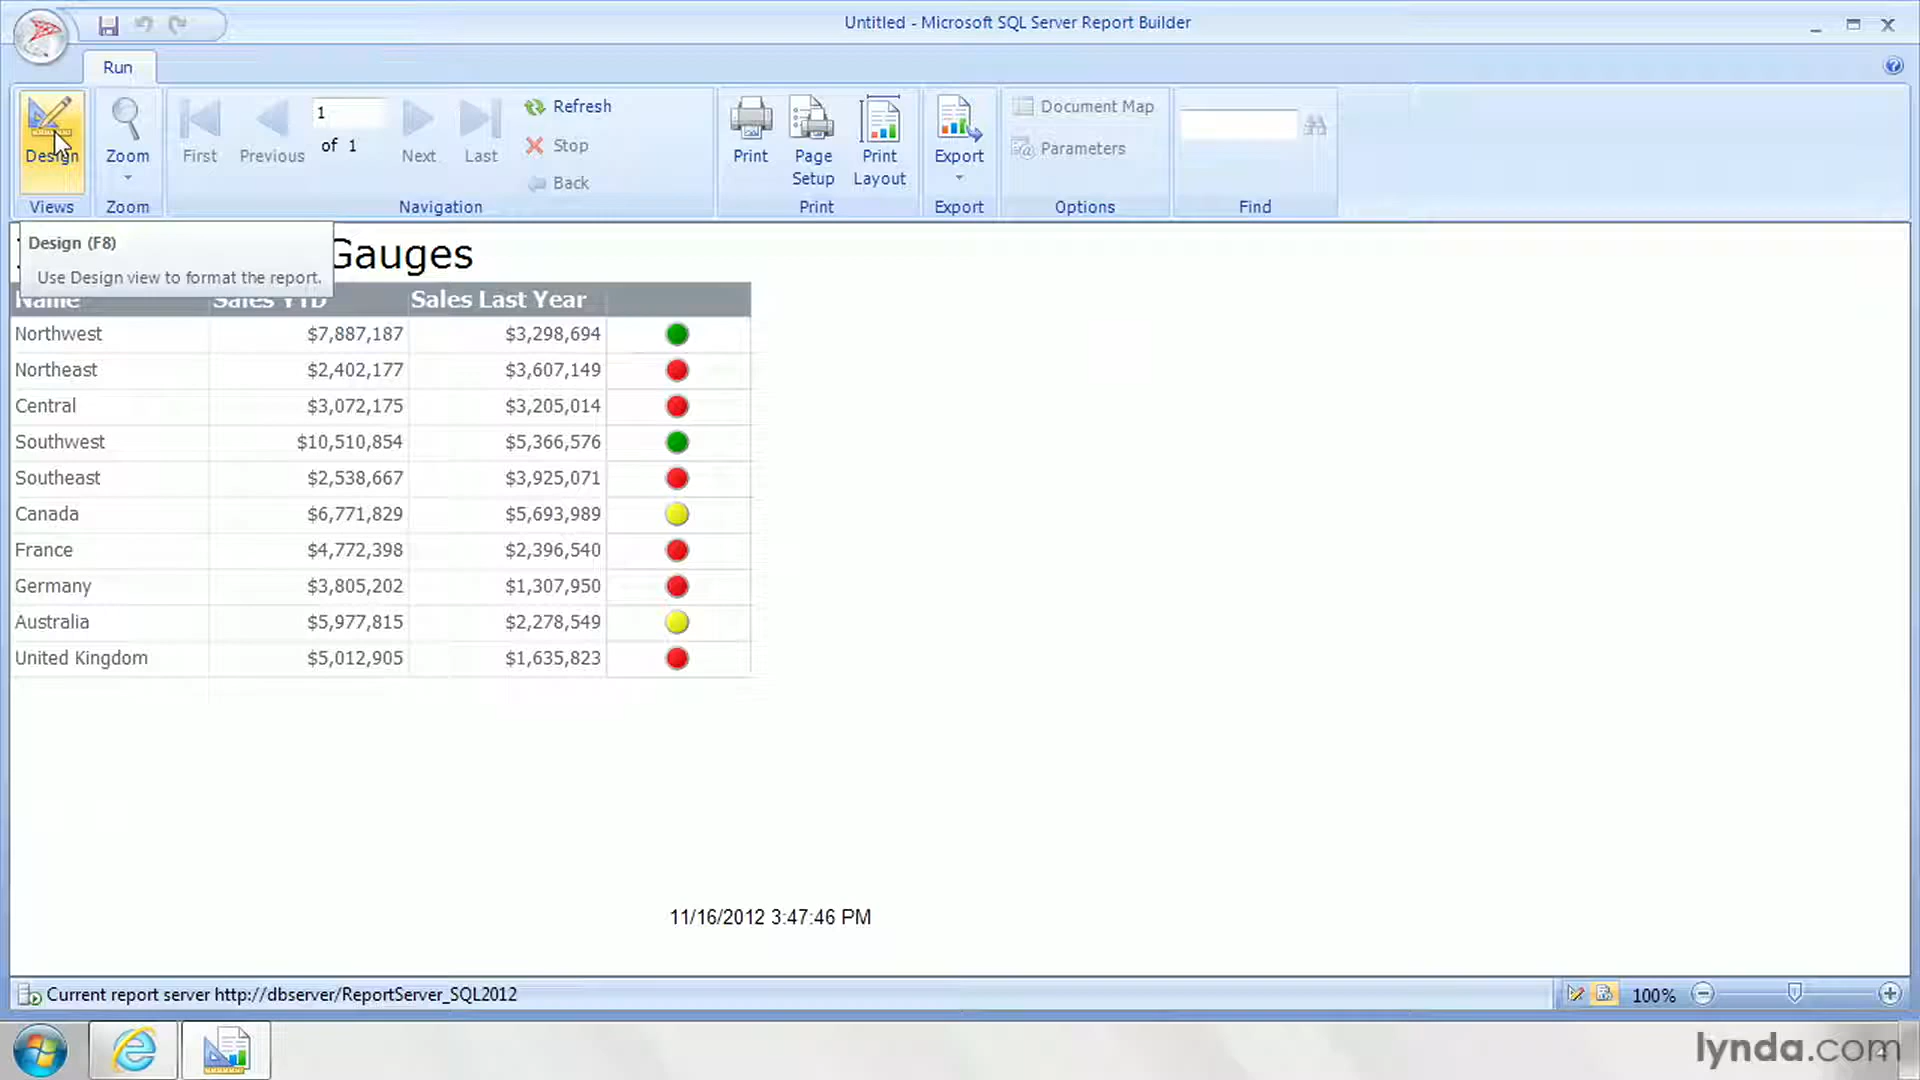 Untitled - Microsoft SQL Server Report Builder
Run
Design
Zoom
First
Previous
1
of 1
Next
Last
Refresh
Stop
Back
Print
Page Setup
Print Layout
Export
Document Map
Parameters
Views
Zoom
Navigation
Print
Export
Options
Find
Design (F8)
Use Design view to format the report.
Gauges
Name Sales YTD Sales Last Year
Northwest $7,887,187 $3,298,694
Northeast $2,402,177 $3,607,149
Central $3,072,175 $3,205,014
Southwest $10,510,854 $5,366,576
Southeast $2,538,667 $3,925,071
Canada $6,771,829 $5,693,989
France $4,772,398 $2,396,540
Germany $3,805,202 $1,307,950
Australia $5,977,815 $2,278,549
United Kingdom $5,012,905 $1,635,823
11/16/2012 3:47:46 PM
Current report server http://dbserver/ReportServer_SQL2012
100%
lynda.com